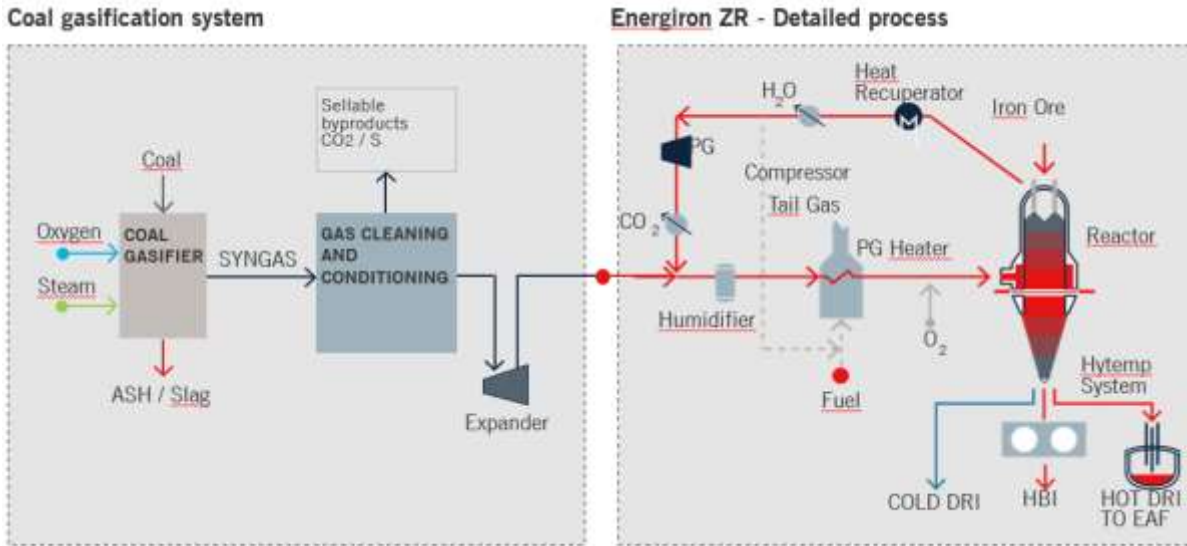 Coal gasification system
Sellable
byproducts
CO2 / S
Coal
Oxygen
COAL
GASIFIER
Steam
SYNGAS
GAS CLEANING
AND
CONDITIONING
ASH / Slag
Expander
Energiron ZR - Detailed process
H2O
Heat
Recuperator
Iron Ore
PG
Compressor
CO2
Tail Gas
PG Heater
Reactor
Humidifier
O2
Fuel
Hytemp
System
COLD DRI
HBI
HOT DRI
TO EAF